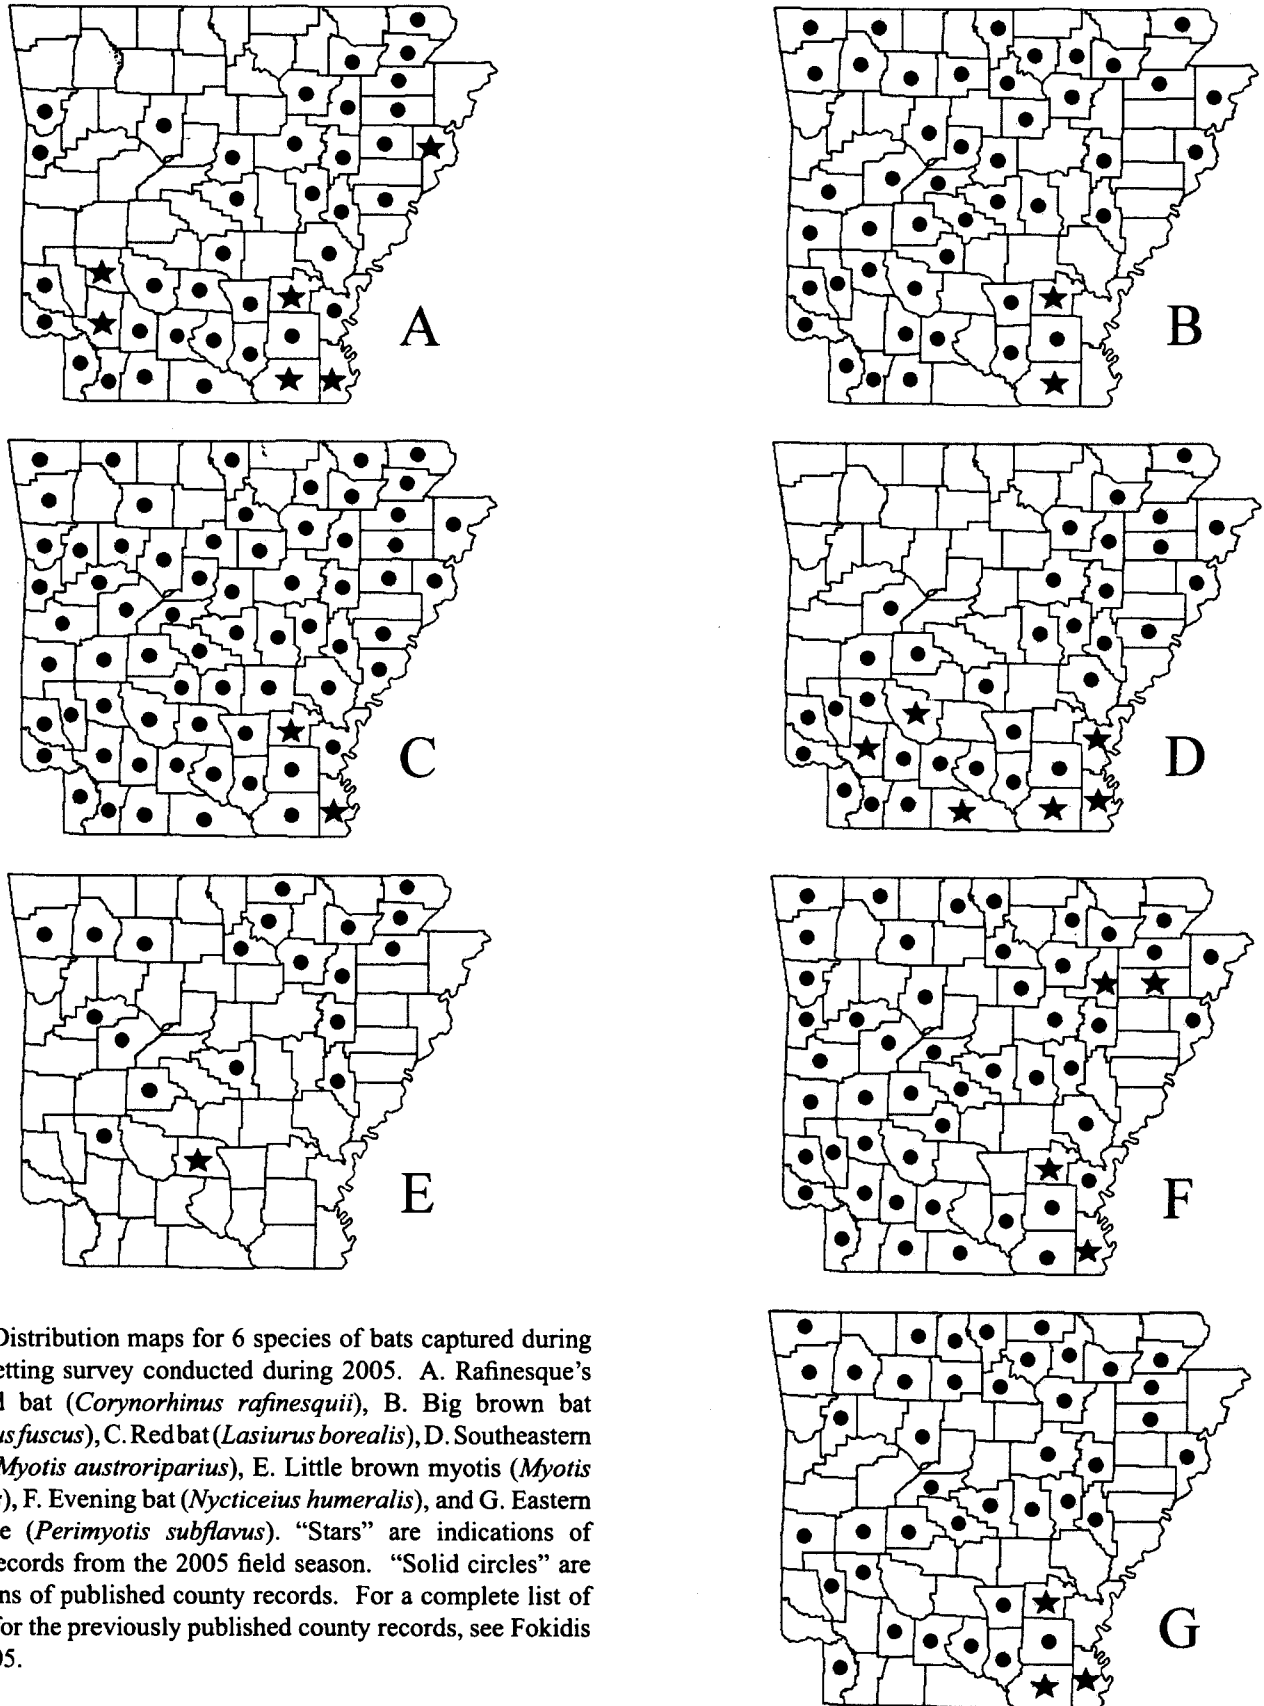 A
B
C
D
E
F
G
Distribution maps for 6 species of bats captured during
etting survey conducted during 2005. A. Rafinesque's
bat (Corynorhinus rafinesquii), B. Big brown bat
fuscus), C. Red bat (Lasiurus borealis), D. Southeastern
Myotis austroriparius), E. Little brown myotis (Myotis
), F. Evening bat (Nycticeius humeralis), and G. Eastern
e (Perimyotis subflavus). “Stars” are indications of
ecords from the 2005 field season. “Solid circles” are
ns of published county records. For a complete list of
or the previously published county records, see Fokidis
05.